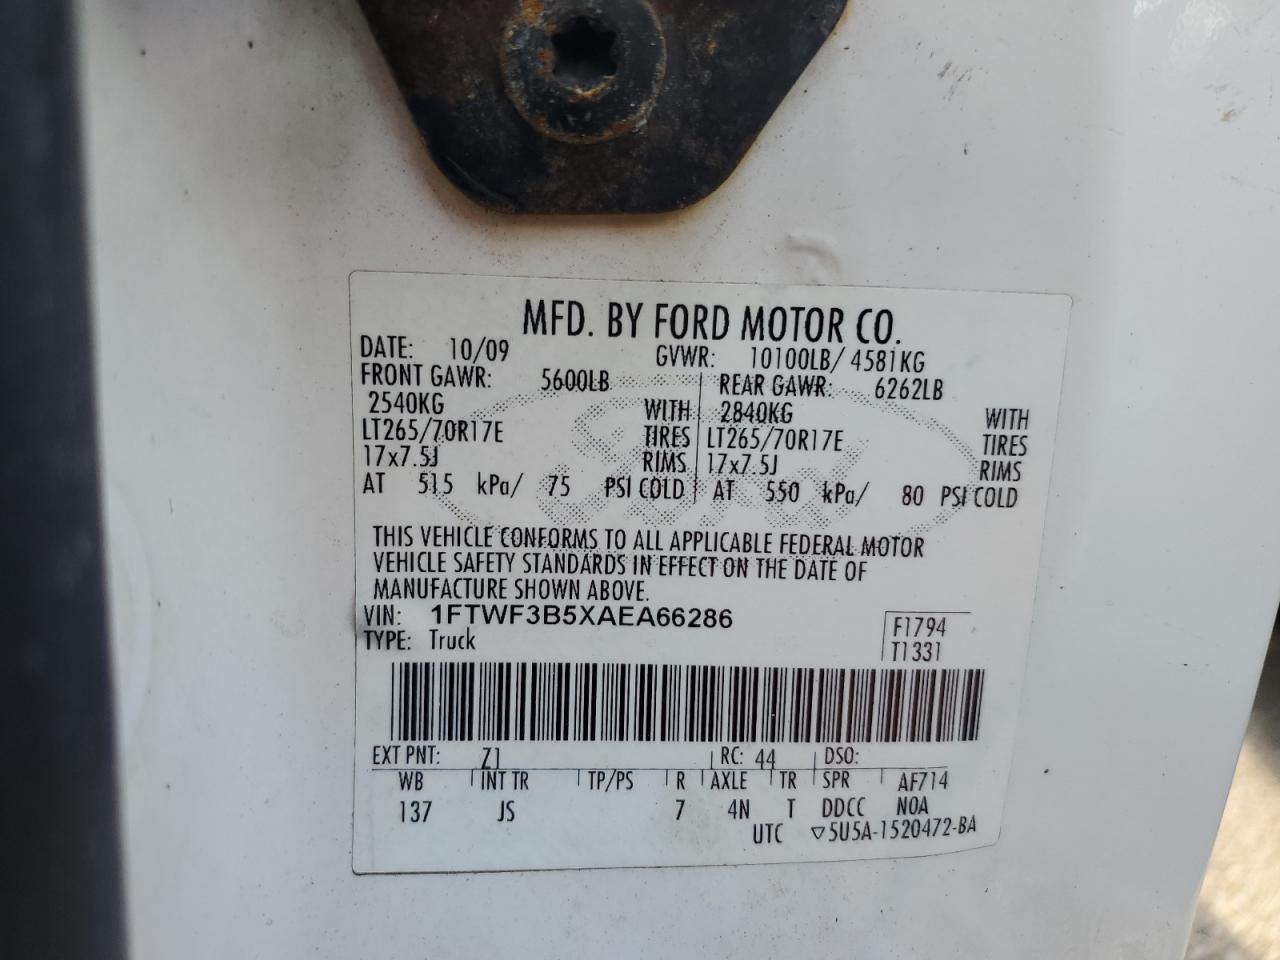 MFD. BY FORD MOTOR CO.
DATE: 10/09 GVWR: 10100LB/ 4581KG
FRONT GAWR: 5600LB REAR GAWR: 6262LB
2540KG WITH 2840KG WITH
LT265/70R17E TIRES LT265/70R17E TIRES
17x7.5J RIMS 17x7.5J RIMS
AT 515 kPa/ 75 PSI COLD AT 550 kPa/ 80 PSI COLD
Ford
THIS VEHICLE CONFORMS TO ALL APPLICABLE FEDERAL MOTOR
VEHICLE SAFETY STANDARDS IN EFFECT ON THE DATE OF
MANUFACTURE SHOWN ABOVE.
VIN: 1FTWF3B5XAEA66286 F1794
TYPE: Truck T1331
EXT PNT: Z1 RC: 44 DSO:
WB INT TR TP/PS R AXLE TR SPR AF714
137 JS 7 4N T DDCC NOA
UTC ▽5U5A-1520472-BA